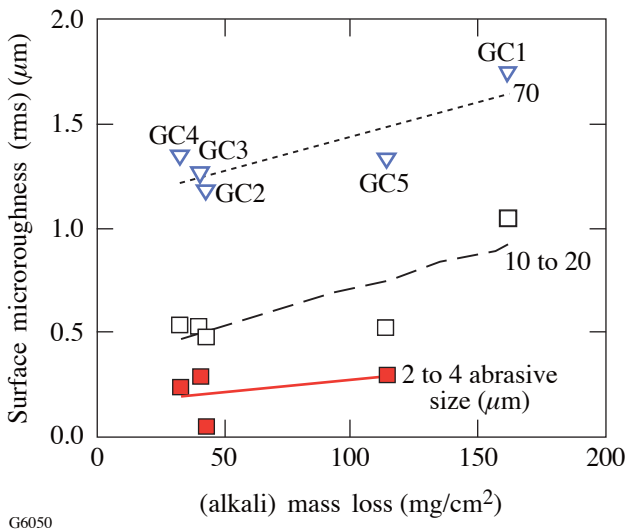 Surface microroughness (rms) (μm)
2.0
1.5
1.0
0.5
0.0
GC1
70
GC4
GC3
GC2
GC5
10 to 20
2 to 4 abrasive
size (μm)
0
50
100
150
200
(alkali) mass loss (mg/cm²)
G6050